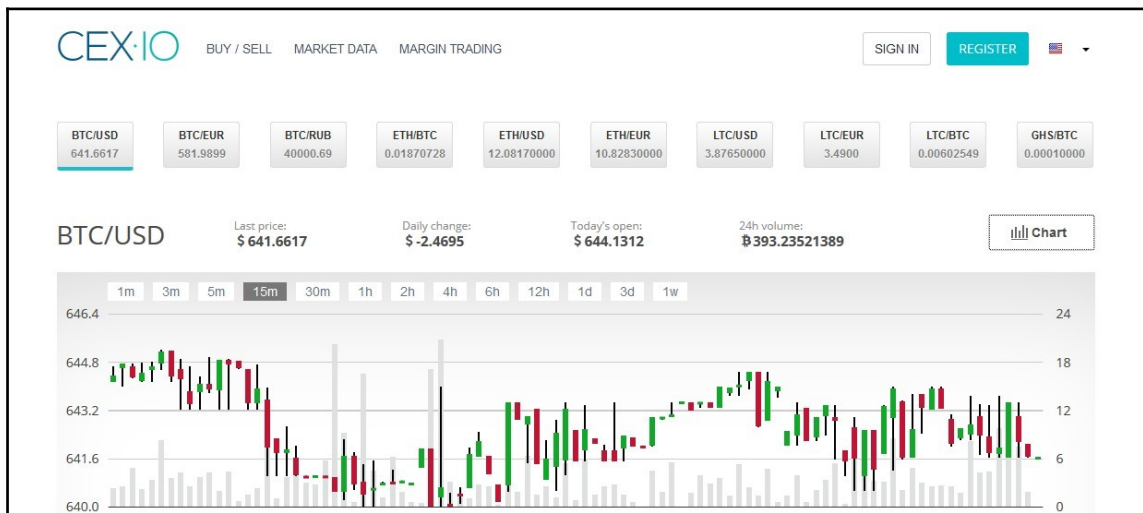 CEX·IO BUY / SELL MARKET DATA MARGIN TRADING SIGN IN REGISTER
BTC/USD BTC/EUR BTC/RUB ETH/BTC ETH/USD ETH/EUR LTC/USD LTC/EUR LTC/BTC GHS/BTC
641.6617 581.9899 40000.69 0.01870728 12.08170000 10.82830000 3.87650000 3.4900 0.00602549 0.00010000
BTC/USD
Last price: Daily change: Today's open: 24h volume:
$ 641.6617 $ -2.4695 $ 644.1312 ฿ 393.23521389
Chart
1m 3m 5m 15m 30m 1h 2h 4h 6h 12h 1d 3d 1w
646.4 24
644.8 18
643.2 12
641.6 6
640.0 0